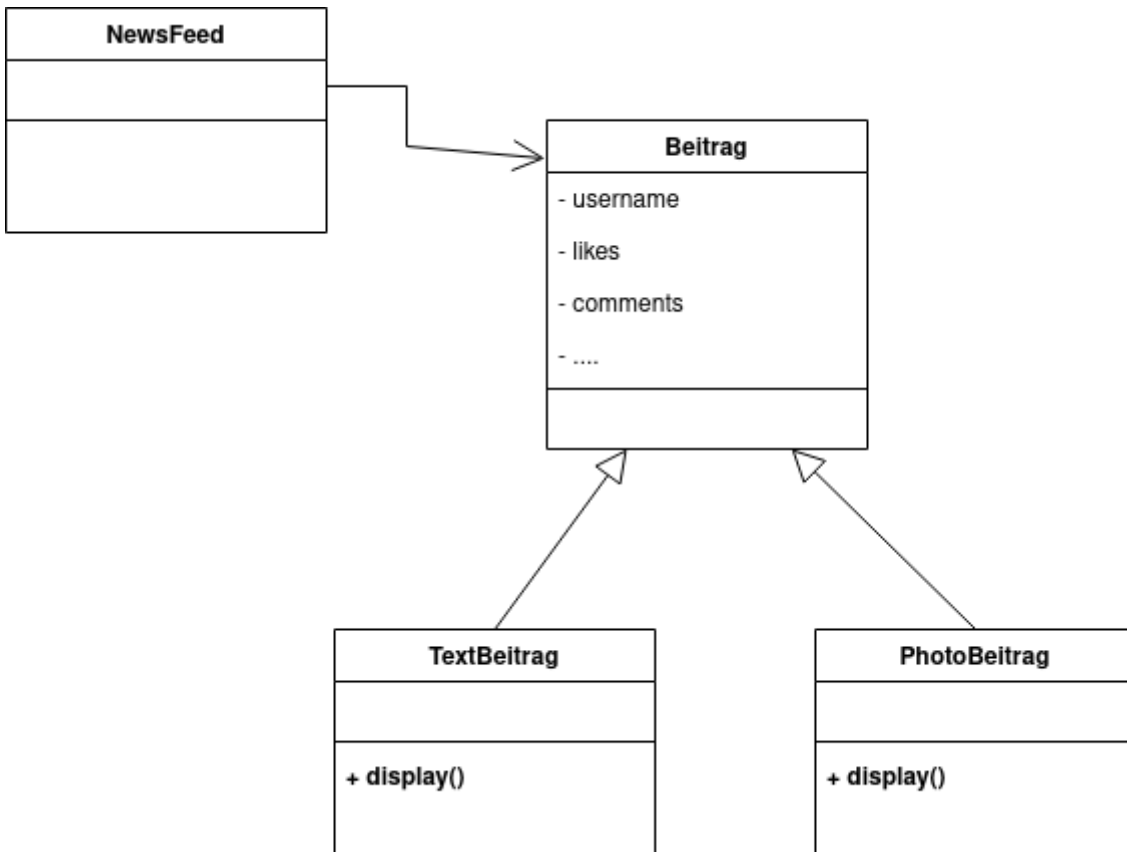 NewsFeed
Beitrag
- username
- likes
- comments
- ....
TextBeitrag
+ display()
PhotoBeitrag
+ display()